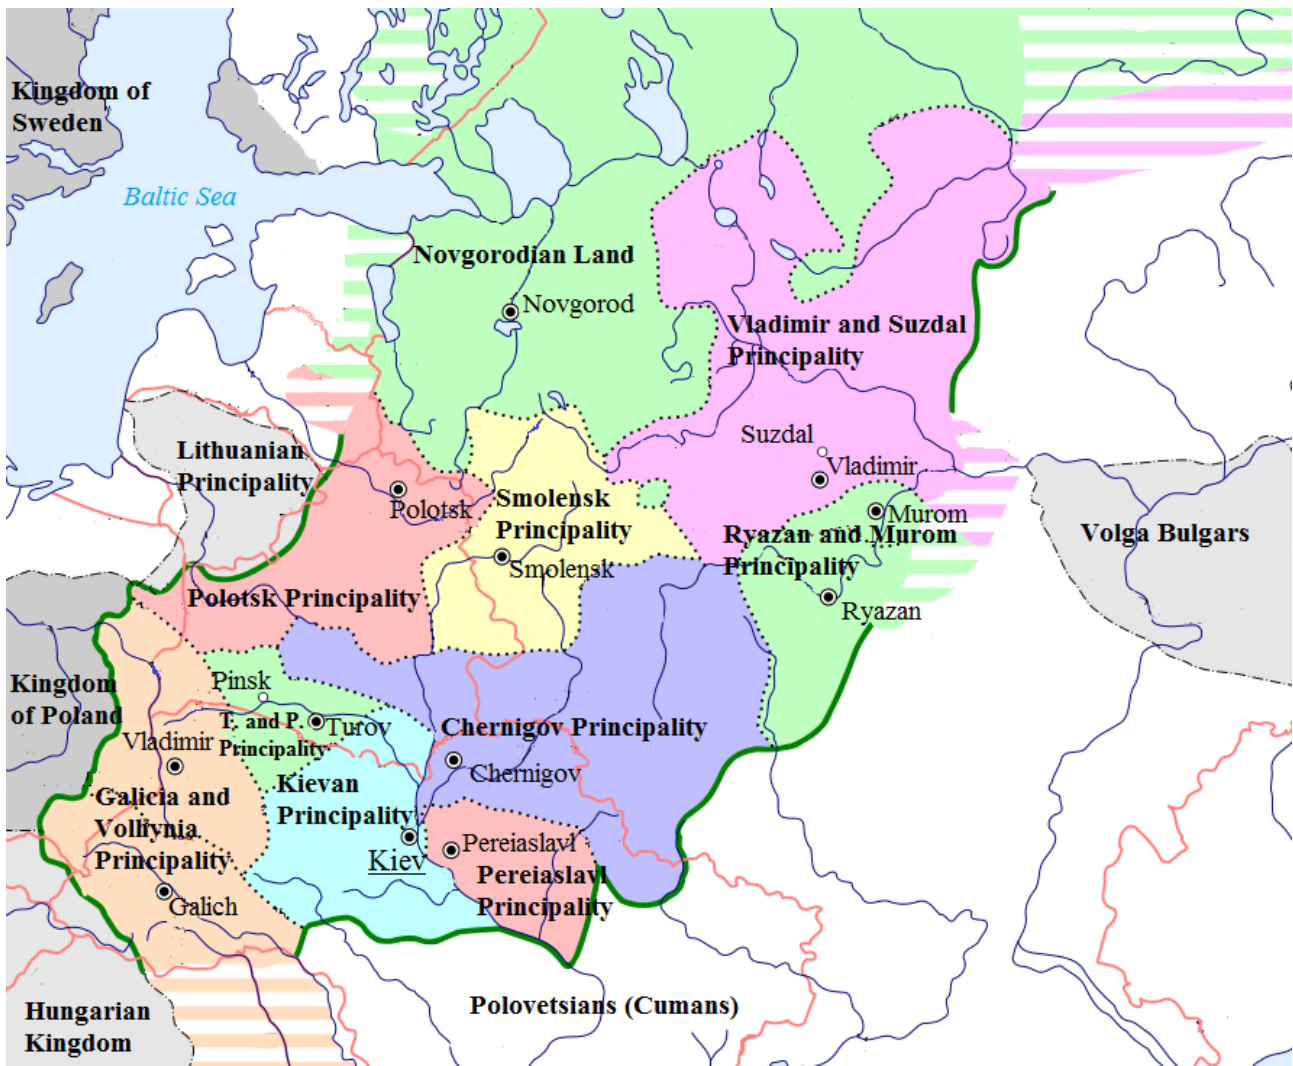 Kingdom of
Sweden
Baltic Sea
Novgorodian Land
Novgorod
Vladimir and Suzdal
Principality
Suzdal
Vladimir
Lithuanian
Principality
Polotsk
Smolensk
Principality
Smolensk
Murom
Ryazan and Murom
Principality
Ryazan
Volga Bulgars
Polotsk Principality
Kingdom
of Poland
Pinsk
T. and P.
Principality
Turov
Vladimir
Chernigov Principality
Chernigov
Kievan
Principality
Kiev
Galicia and
Volhynia
Principality
Galich
Pereiaslavl
Pereiaslavl
Principality
Polovetsians (Cumans)
Hungarian
Kingdom